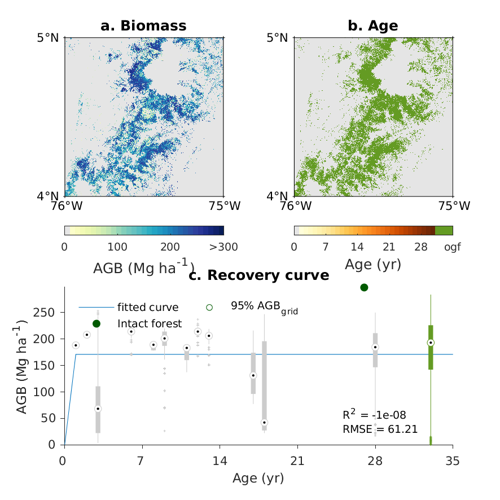 a. Biomass
b. Age
5°N
4°N
76°W
75°W
5°N
4°N
76°W
75°W
0 100 200 >300
AGB (Mg ha⁻¹)
0 7 14 21 28 ogf
Age (yr)
c. Recovery curve
fitted curve
95% AGB_grid
Intact forest
AGB (Mg ha⁻¹)
250
200
150
100
50
0
R² = -1e-08
RMSE = 61.21
0 7 14 21 28 35
Age (yr)